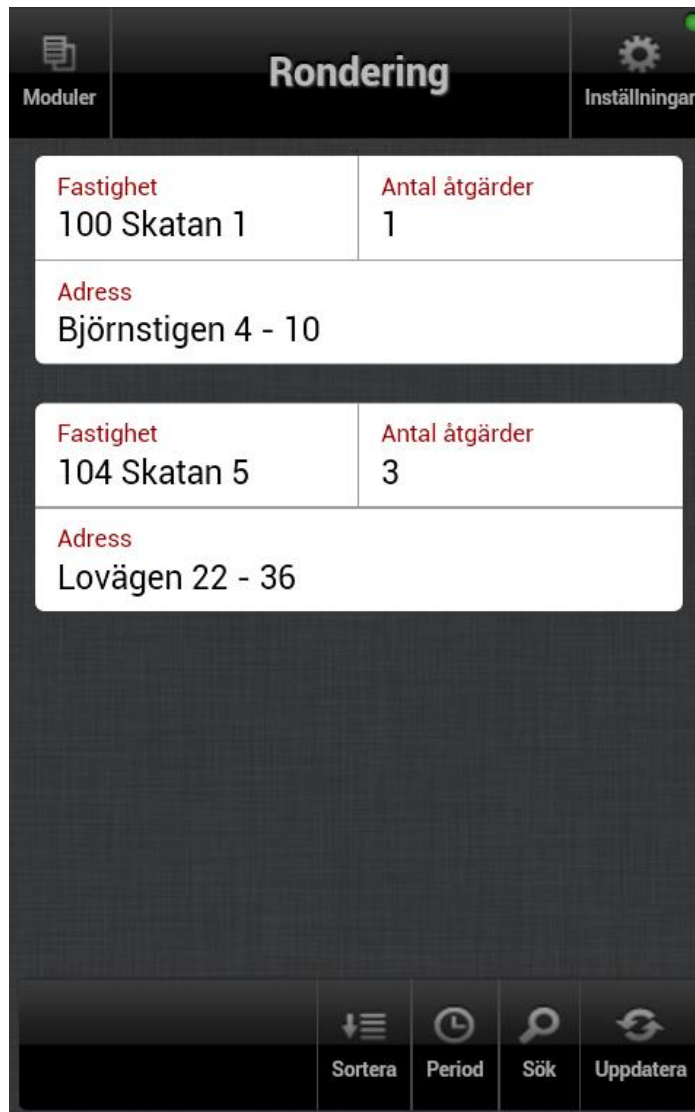 Moduler
Rondering
Inställningar
Fastighet
100 Skatan 1
Antal åtgärder
1
Adress
Björnstigen 4 - 10
Fastighet
104 Skatan 5
Antal åtgärder
3
Adress
Lovägen 22 - 36
Sortera
Period
Sök
Uppdatera